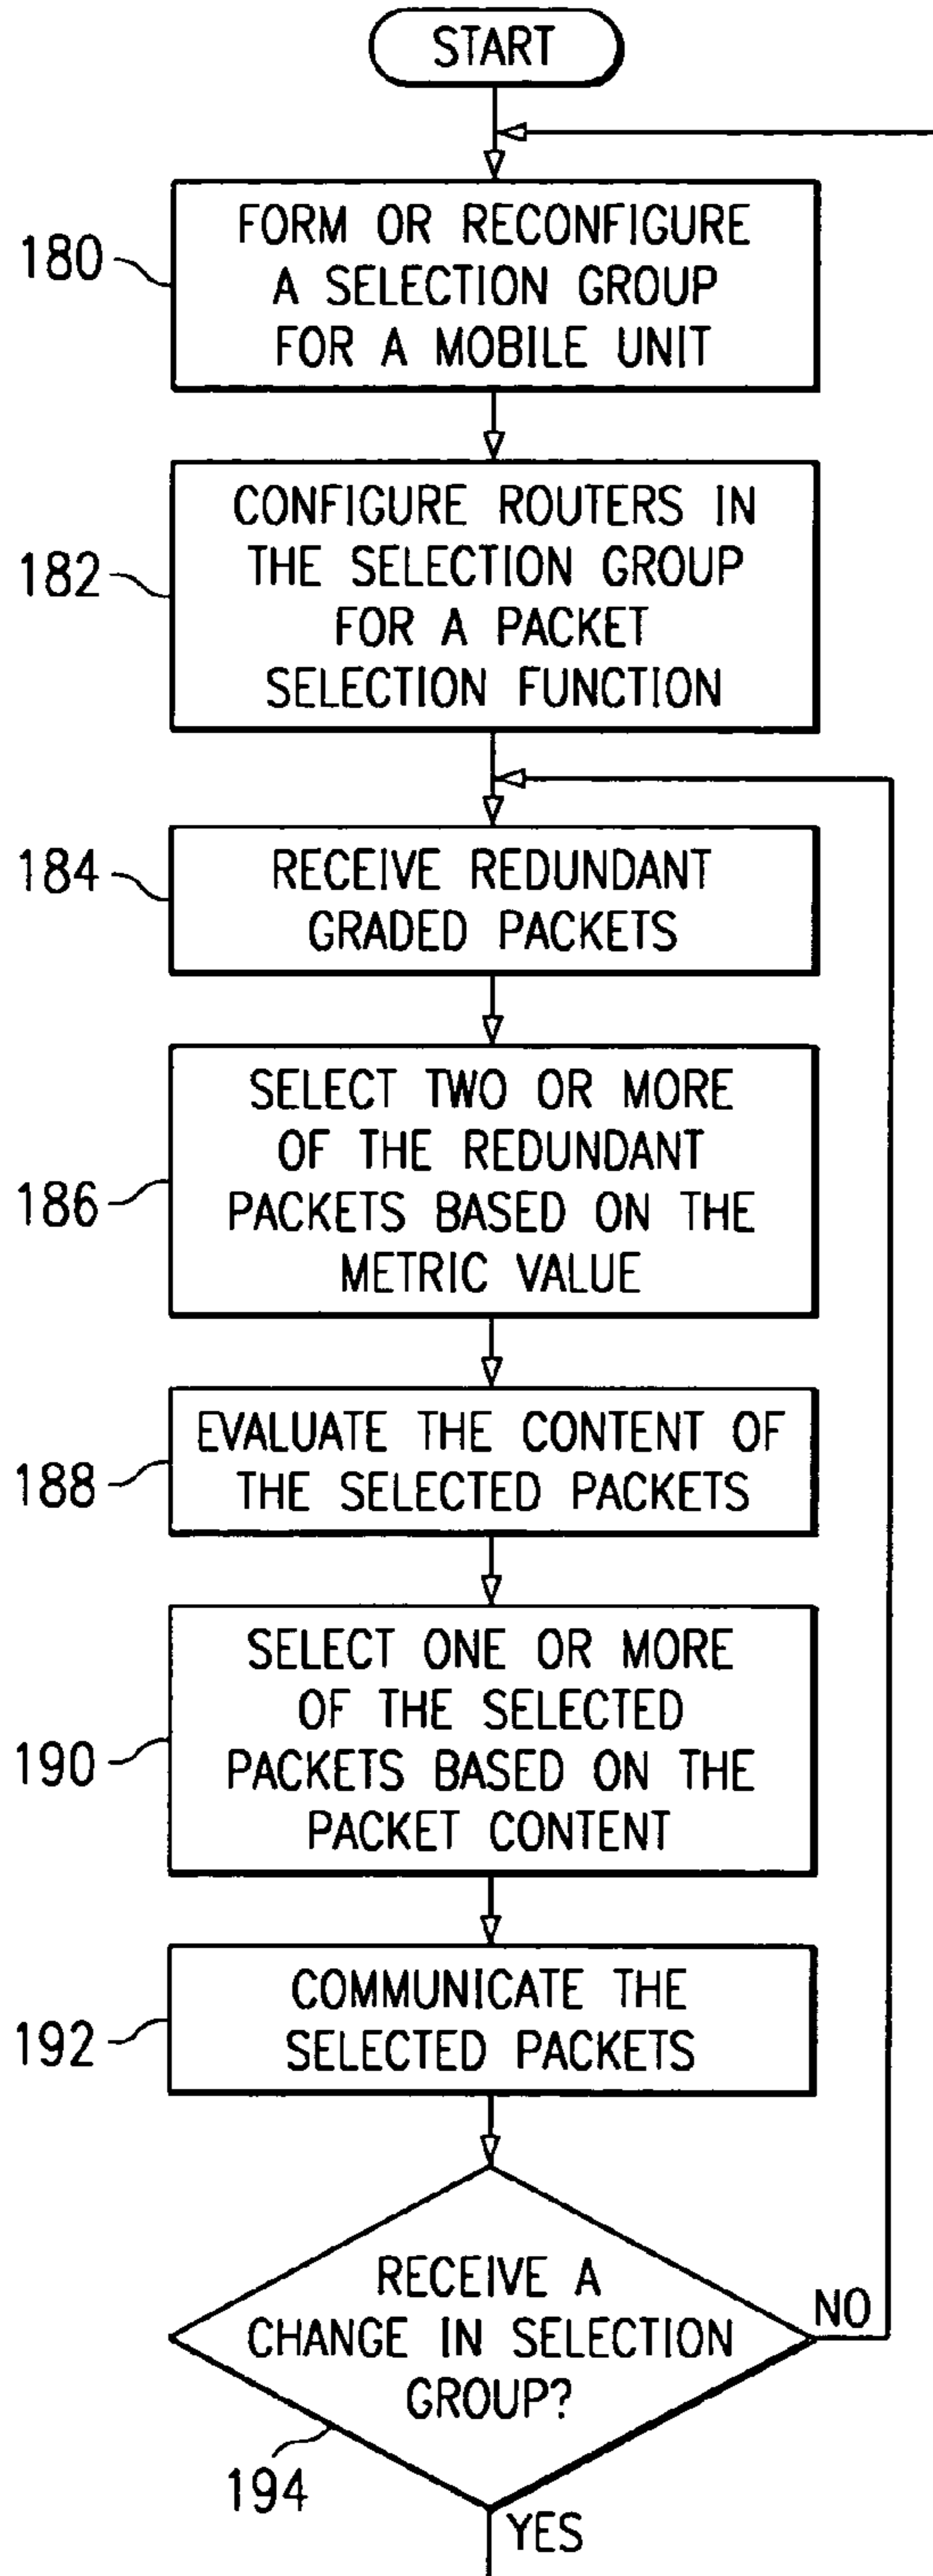 START
180
FORM OR RECONFIGURE
A SELECTION GROUP
FOR A MOBILE UNIT
182
CONFIGURE ROUTERS IN
THE SELECTION GROUP
FOR A PACKET
SELECTION FUNCTION
184
RECEIVE REDUNDANT
GRADED PACKETS
186
SELECT TWO OR MORE
OF THE REDUNDANT
PACKETS BASED ON THE
METRIC VALUE
188
EVALUATE THE CONTENT OF
THE SELECTED PACKETS
190
SELECT ONE OR MORE
OF THE SELECTED
PACKETS BASED ON THE
PACKET CONTENT
192
COMMUNICATE THE
SELECTED PACKETS
RECEIVE A
CHANGE IN SELECTION
GROUP?
NO
194
YES